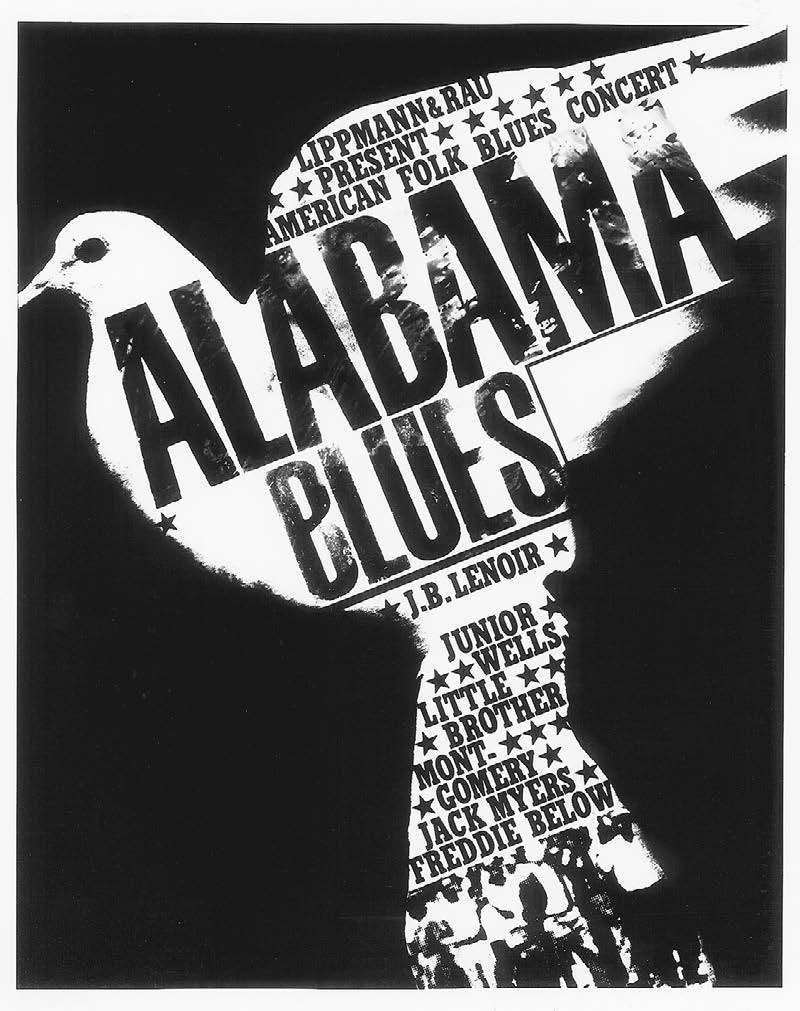 LIPPMANN&RAU
★★PRESENT★★★★★★
AMERICAN FOLK BLUES CONCERT★
ALABAMA
BLUES
★
★J.B. LENOIR★
JUNIOR★
★★WELLS
LITTLE★★
★BROTHER
MONT-★★★
★GOMERY★
JACK MYERS★
FREDDIE BELOW